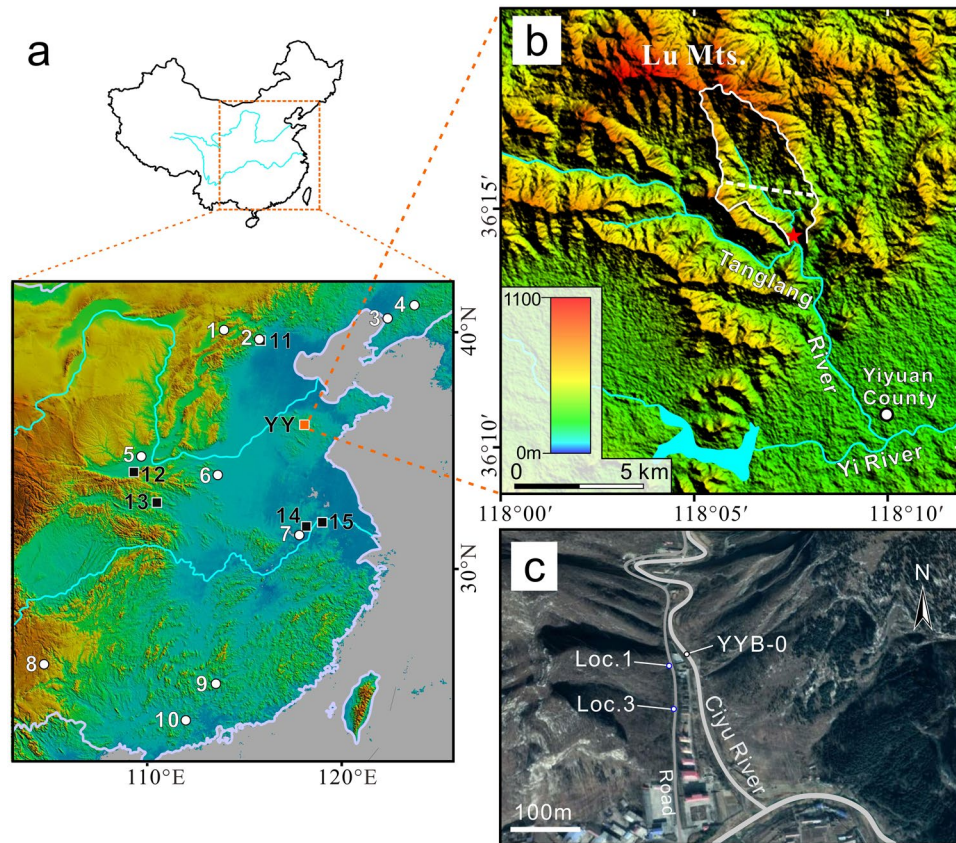 a
1
2
11
3
4
40°N
YY
5
12
6
13
14
15
7
30°N
8
9
10
110°E
120°E
b
Lu Mts.
36°15'
Tanglang
River
1100
0m
0
5 km
Yiyuan
County
36°10'
Yi River
118°00'
118°05'
118°10'
c
N
YYB-0
Loc.1
Loc.3
Ciyu River
Road
100m